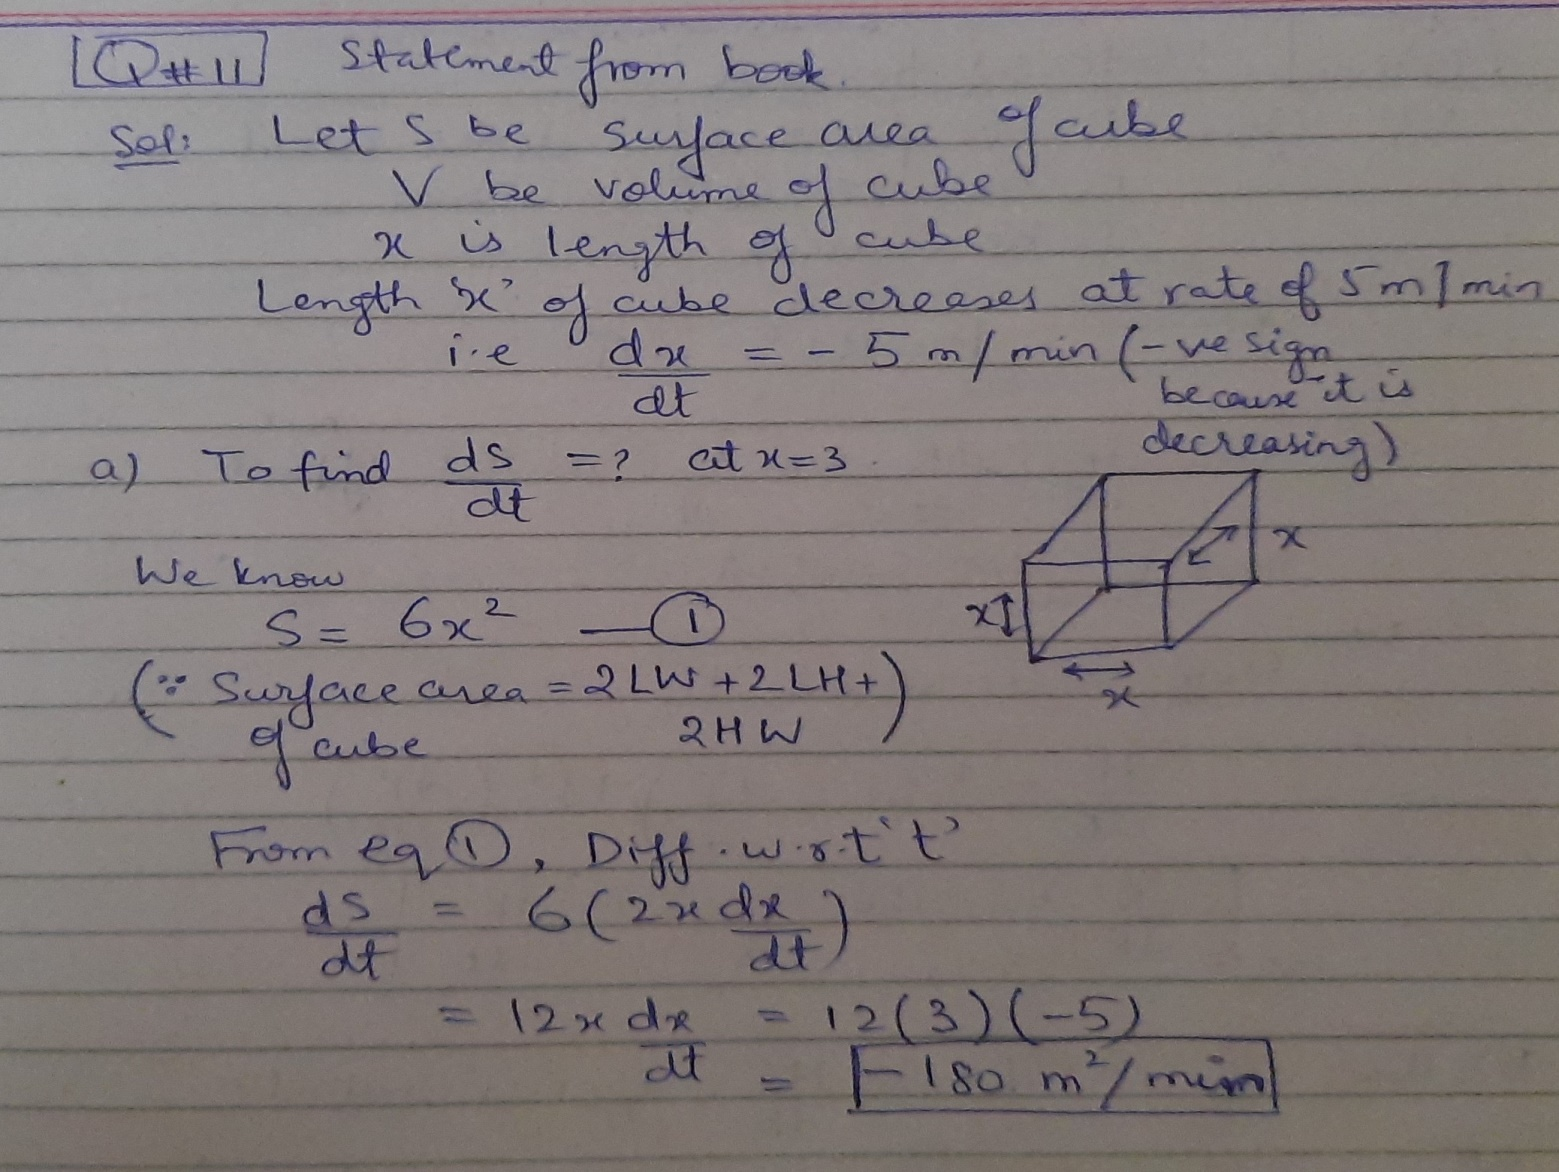 Q#11 Statement from book.
Sol: Let S be surface area of cube
V be volume of cube
x is length of cube
Length 'x' of cube decreases at rate of 5m/min
i.e dx/dt = -5 m/min (-ve sign
because it is
decreasing)
a) To find ds/dt =? at x=3.
We know
S = 6x² — ①
(∵ Surface area = 2LW + 2LH +
of cube 2HW)
x
x
x
From eq ①, Diff. w.r.t 't'
ds/dt = 6(2x dx/dt)
= 12x dx/dt = 12(3)(-5)
= -180 m²/min